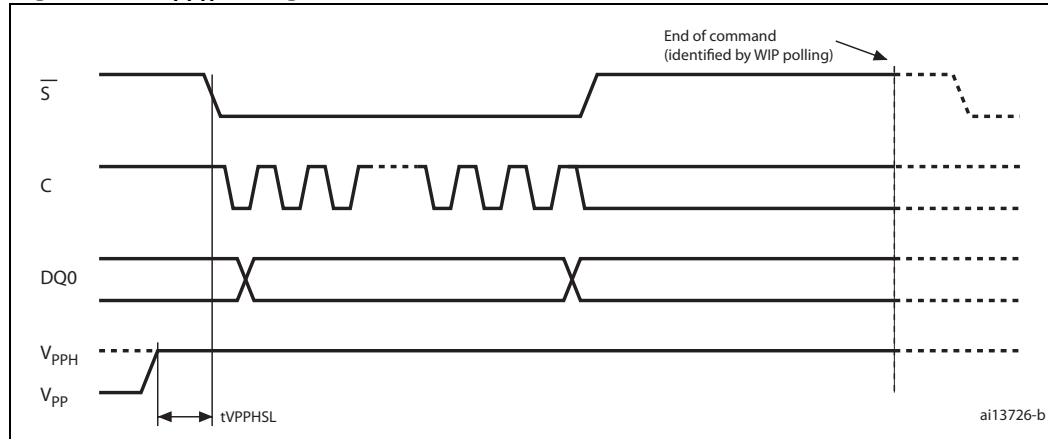 End of command
(identified by WIP polling)
S
C
DQ0
VPPH
VPP
tVPPHSL
ai13726-b